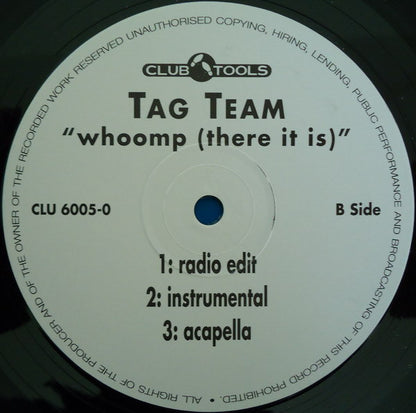 CLUB TOOLS
TAG TEAM
"whoomp (there it is)"
CLU 6005-0
B Side
1: radio edit
2: instrumental
3: acapella
• ALL RIGHTS OF THE PRODUCER AND OF THE OWNER OF THE RECORDED WORK RESERVED UNAUTHORISED COPYING, HIRING, LENDING, PUBLIC PERFORMANCE AND BROADCASTING OF THIS RECORD PROHIBITED.